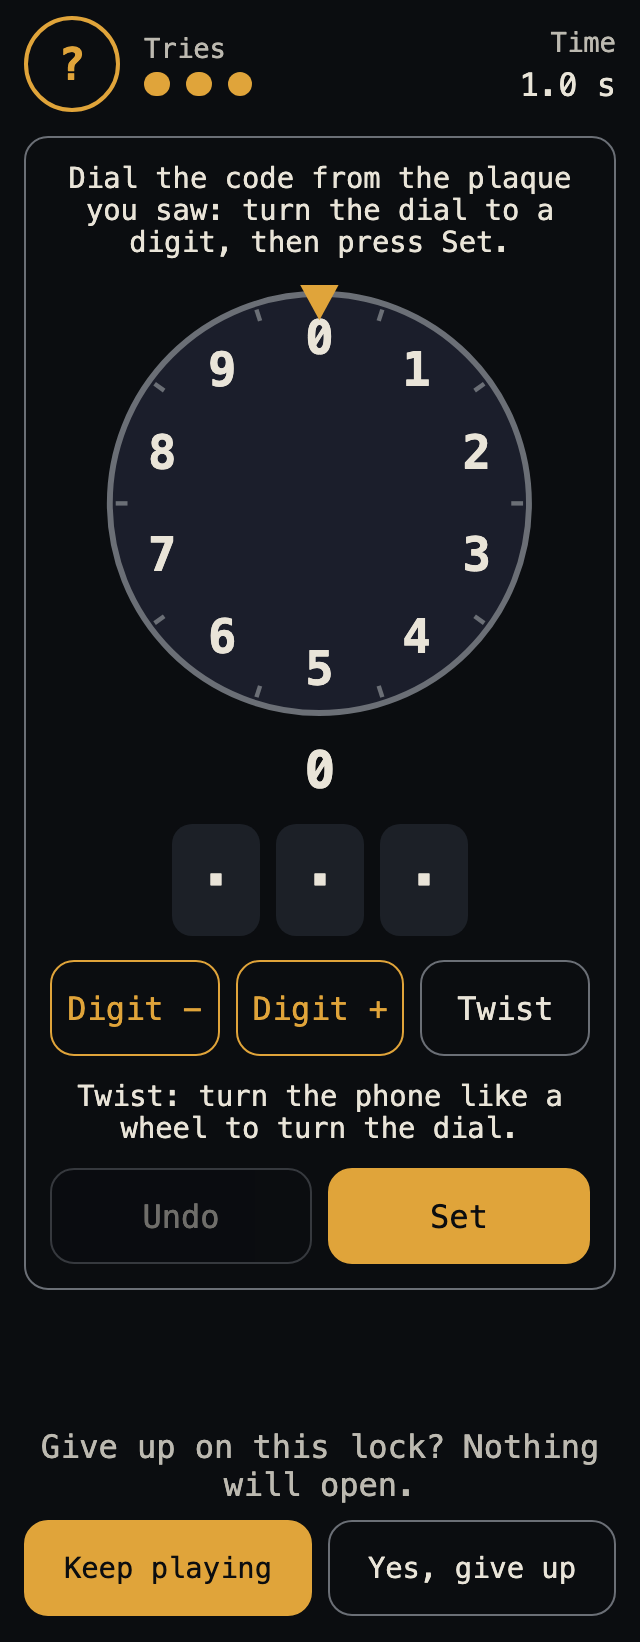 ?
Tries
Time
1.0 s
Dial the code from the plaque
you saw: turn the dial to a
digit, then press Set.
0
9 1
8 2
7 3
6 4
5
0
Digit − Digit + Twist
Twist: turn the phone like a
wheel to turn the dial.
Undo Set
Give up on this lock? Nothing
will open.
Keep playing Yes, give up